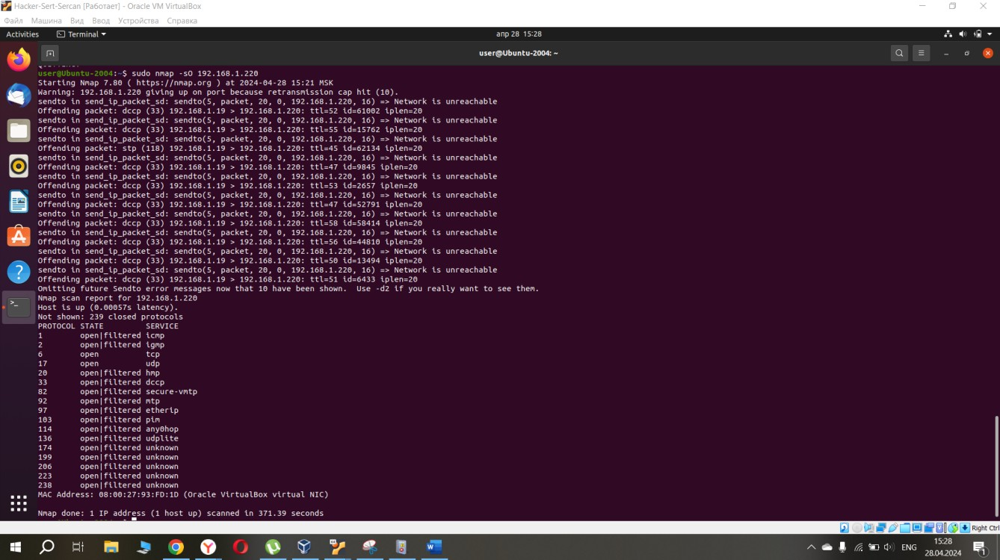 Hacker-Sert-Sercan [Работает] - Oracle VM VirtualBox
Файл Машина Вид Ввод Устройства Справка
Activities Terminal апр 28 15:28
user@Ubuntu-2004: ~
user@Ubuntu-2004:~$ sudo nmap -sO 192.168.1.220
Starting Nmap 7.80 ( https://nmap.org ) at 2024-04-28 15:21 MSK
Warning: 192.168.1.220 giving up on port because retransmission cap hit (10).
sendto in send_ip_packet_sd: sendto(5, packet, 20, 0, 192.168.1.220, 16) => Network is unreachable
Offending packet: dccp (33) 192.168.1.19 > 192.168.1.220: ttl=52 id=61002 iplen=20
sendto in send_ip_packet_sd: sendto(5, packet, 20, 0, 192.168.1.220, 16) => Network is unreachable
Offending packet: dccp (33) 192.168.1.19 > 192.168.1.220: ttl=55 id=15762 iplen=20
sendto in send_ip_packet_sd: sendto(5, packet, 20, 0, 192.168.1.220, 16) => Network is unreachable
Offending packet: stp (118) 192.168.1.19 > 192.168.1.220: ttl=45 id=62134 iplen=20
sendto in send_ip_packet_sd: sendto(5, packet, 20, 0, 192.168.1.220, 16) => Network is unreachable
Offending packet: dccp (33) 192.168.1.19 > 192.168.1.220: ttl=47 id=9845 iplen=20
sendto in send_ip_packet_sd: sendto(5, packet, 20, 0, 192.168.1.220, 16) => Network is unreachable
Offending packet: dccp (33) 192.168.1.19 > 192.168.1.220: ttl=53 id=2657 iplen=20
sendto in send_ip_packet_sd: sendto(5, packet, 20, 0, 192.168.1.220, 16) => Network is unreachable
Offending packet: dccp (33) 192.168.1.19 > 192.168.1.220: ttl=47 id=52791 iplen=20
sendto in send_ip_packet_sd: sendto(5, packet, 20, 0, 192.168.1.220, 16) => Network is unreachable
Offending packet: dccp (33) 192.168.1.19 > 192.168.1.220: ttl=58 id=58414 iplen=20
sendto in send_ip_packet_sd: sendto(5, packet, 20, 0, 192.168.1.220, 16) => Network is unreachable
Offending packet: dccp (33) 192.168.1.19 > 192.168.1.220: ttl=56 id=44810 iplen=20
sendto in send_ip_packet_sd: sendto(5, packet, 20, 0, 192.168.1.220, 16) => Network is unreachable
Offending packet: dccp (33) 192.168.1.19 > 192.168.1.220: ttl=50 id=13494 iplen=20
sendto in send_ip_packet_sd: sendto(5, packet, 20, 0, 192.168.1.220, 16) => Network is unreachable
Offending packet: dccp (33) 192.168.1.19 > 192.168.1.220: ttl=51 id=6433 iplen=20
Omitting future Sendto error messages now that 10 have been shown.  Use -d2 if you really want to see them.
Nmap scan report for 192.168.1.220
Host is up (0.00057s latency).
Not shown: 239 closed protocols
PROTOCOL STATE         SERVICE
1        open|filtered icmp
2        open|filtered igmp
6        open          tcp
17       open          udp
20       open|filtered hmp
33       open|filtered dccp
82       open|filtered secure-vmtp
92       open|filtered mtp
97       open|filtered etherip
103      open|filtered pim
114      open|filtered any0hop
136      open|filtered udplite
174      open|filtered unknown
199      open|filtered unknown
206      open|filtered unknown
223      open|filtered unknown
238      open|filtered unknown
MAC Address: 08:00:27:93:FD:1D (Oracle VirtualBox virtual NIC)
Nmap done: 1 IP address (1 host up) scanned in 371.39 seconds
Right Ctrl
ENG
15:28
28.04.2024
1